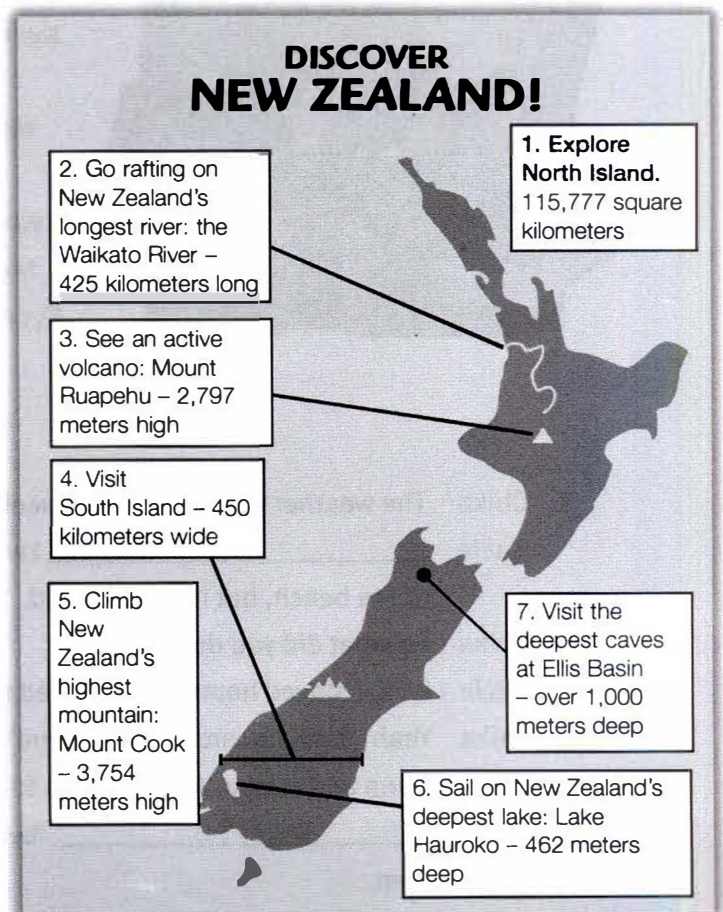 DISCOVER
NEW ZEALAND!
1. Explore
North Island.
115,777 square
kilometers
2. Go rafting on
New Zealand's
longest river: the
Waikato River –
425 kilometers long
3. See an active
volcano: Mount
Ruapehu – 2,797
meters high
4. Visit
South Island – 450
kilometers wide
5. Climb
New
Zealand's
highest
mountain:
Mount Cook
– 3,754
meters high
6. Sail on New Zealand's
deepest lake: Lake
Hauroko – 462 meters
deep
7. Visit the
deepest caves
at Ellis Basin
– over 1,000
meters deep